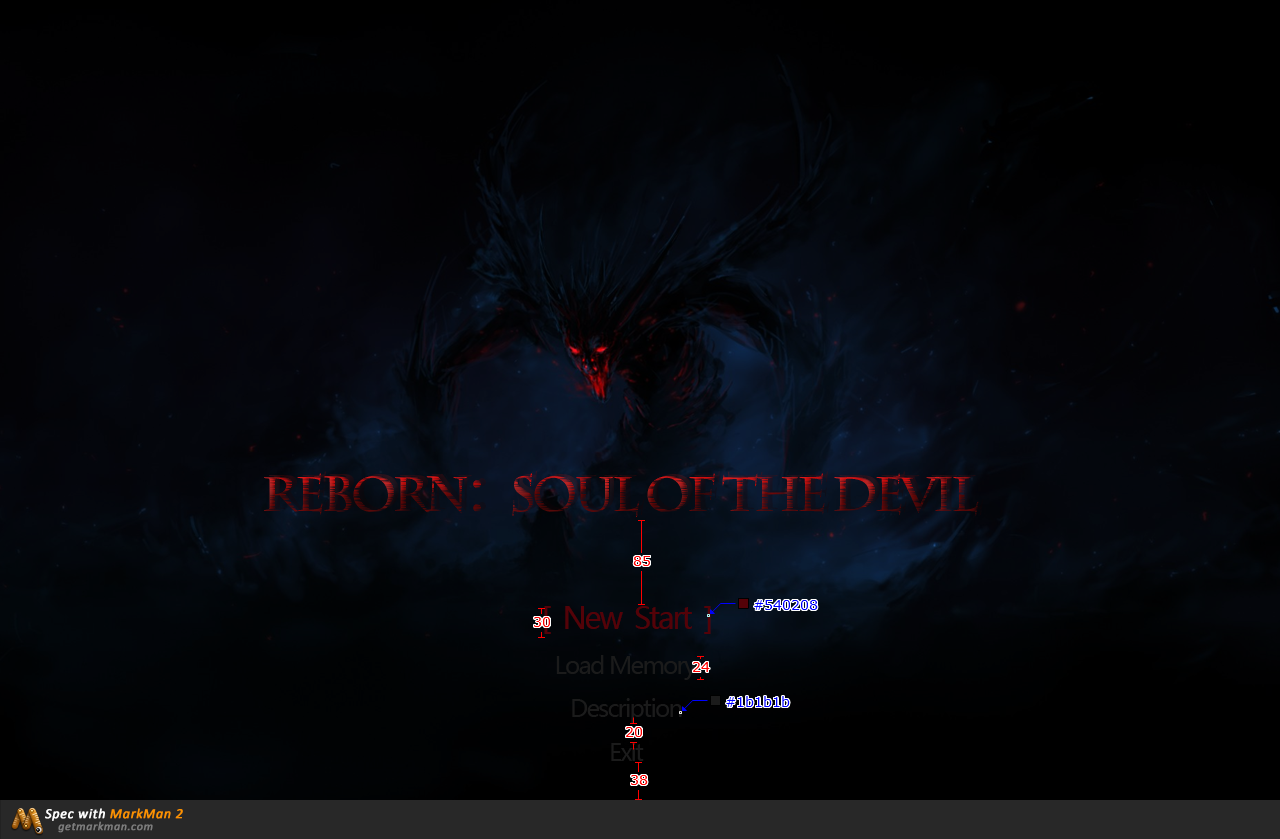 REBORN: SOUL OF THE DEVIL
85
[ New Start ]
#540208
30
Load Memory
24
Description
#1b1b1b
20
Exit
38
Spec with MarkMan 2
getmarkman.com